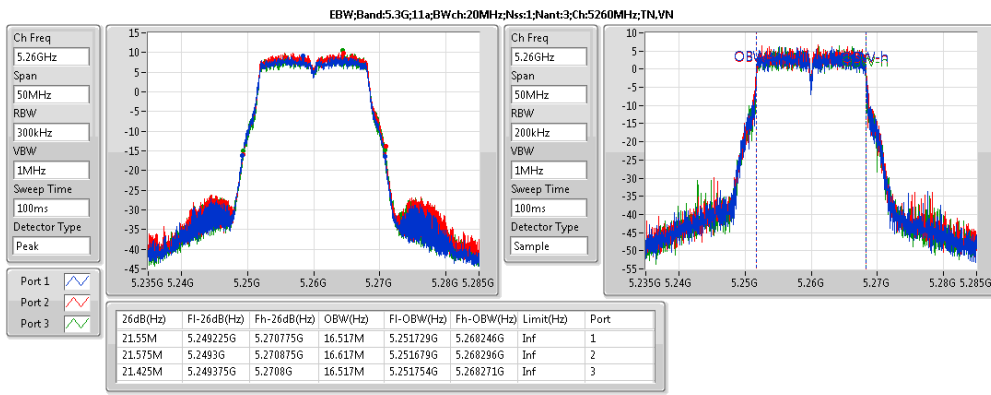 EBW;Band:5.3G;11a;BWch:20MHz;Nss:1;Nant:3;Ch:5260MHz;TN,VN
Ch Freq
5.26GHz
Span
50MHz
RBW
300kHz
VBW
1MHz
Sweep Time
100ms
Detector Type
Peak
15
10
5
0
-5
-10
-15
-20
-25
-30
-35
-40
-45
5.235G 5.24G 5.25G 5.26G 5.27G 5.28G 5.285G
Ch Freq
5.26GHz
Span
50MHz
RBW
200kHz
VBW
1MHz
Sweep Time
100ms
Detector Type
Sample
10
5
0
-5
-10
-15
-20
-25
-30
-35
-40
-45
-50
-55
5.235G 5.24G 5.25G 5.26G 5.27G 5.28G 5.285G
Port 1
Port 2
Port 3
26dB(Hz) Fl-26dB(Hz) Fh-26dB(Hz) OBW(Hz) Fl-OBW(Hz) Fh-OBW(Hz) Limit(Hz) Port
21.55M 5.249225G 5.270775G 16.517M 5.251729G 5.268246G Inf 1
21.575M 5.2493G 5.270875G 16.617M 5.251679G 5.268296G Inf 2
21.425M 5.249375G 5.2708G 16.517M 5.251754G 5.268271G Inf 3